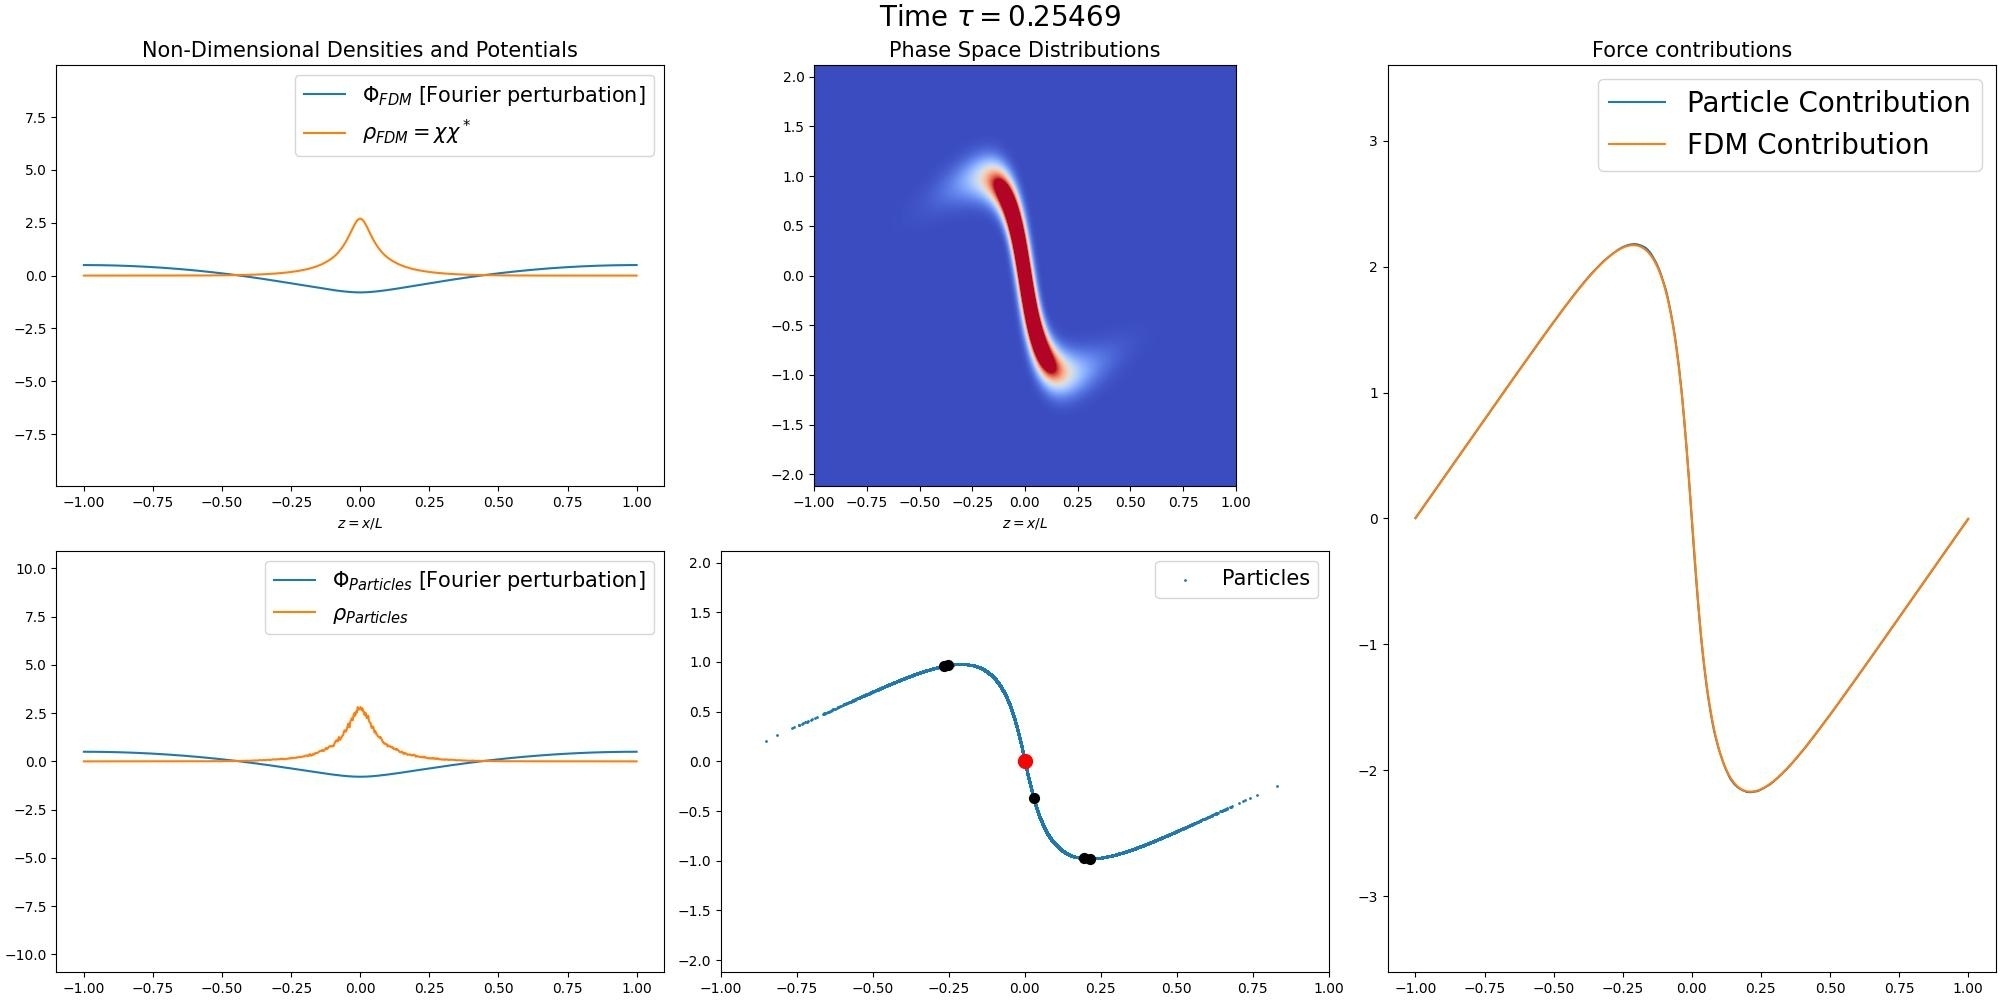 Time τ = 0.25469
Non-Dimensional Densities and Potentials
Φ_FDM [Fourier perturbation]
ρ_FDM = χχ*
7.5
5.0
2.5
0.0
−2.5
−5.0
−7.5
−1.00 −0.75 −0.50 −0.25 0.00 0.25 0.50 0.75 1.00
z = x/L
Phase Space Distributions
2.0
1.5
1.0
0.5
0.0
−0.5
−1.0
−1.5
−2.0
−1.00 −0.75 −0.50 −0.25 0.00 0.25 0.50 0.75 1.00
z = x/L
Force contributions
Particle Contribution
FDM Contribution
3
2
1
0
−1
−2
−3
−1.00 −0.75 −0.50 −0.25 0.00 0.25 0.50 0.75 1.00
Φ_Particles [Fourier perturbation]
ρ_Particles
10.0
7.5
5.0
2.5
0.0
−2.5
−5.0
−7.5
−10.0
−1.00 −0.75 −0.50 −0.25 0.00 0.25 0.50 0.75 1.00
Particles
2.0
1.5
1.0
0.5
0.0
−0.5
−1.0
−1.5
−2.0
−1.00 −0.75 −0.50 −0.25 0.00 0.25 0.50 0.75 1.00